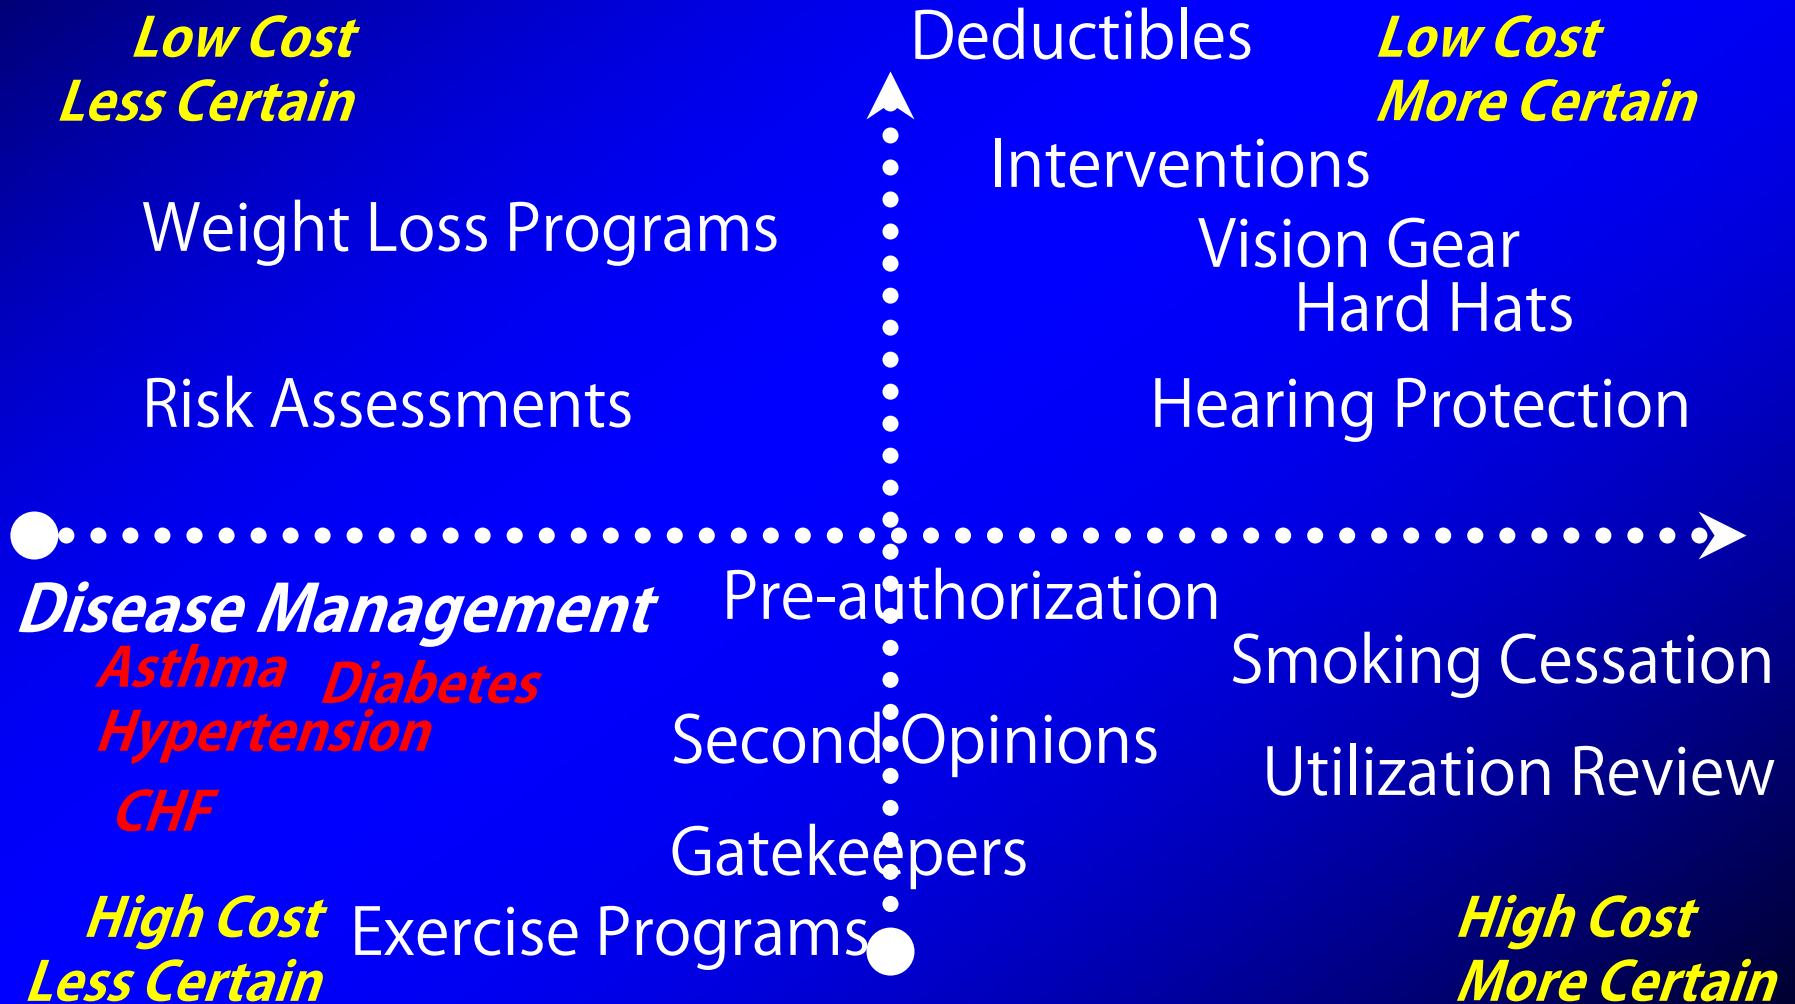 Low Cost
Less Certain
Deductibles
Low Cost
More Certain
Interventions
Weight Loss Programs
Vision Gear
Hard Hats
Risk Assessments
Hearing Protection
Disease Management
Pre-authorization
Asthma
Diabetes
Smoking Cessation
Hypertension
Second Opinions
Utilization Review
CHF
Gatekeepers
High Cost
Less Certain
Exercise Programs
High Cost
More Certain